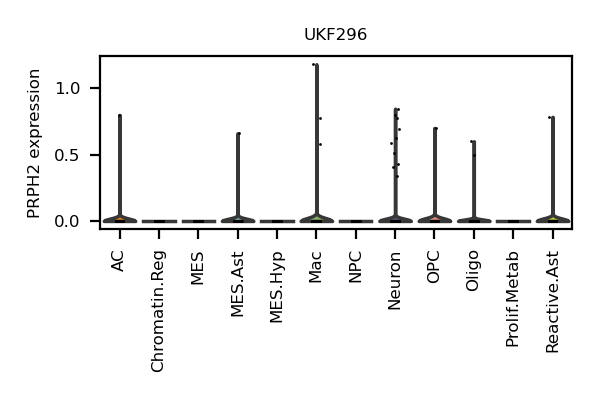 UKF296
PRPH2 expression
1.0
0.5
0.0
AC
Chromatin.Reg
MES
MES.Ast
MES.Hyp
Mac
NPC
Neuron
OPC
Oligo
Prolif.Metab
Reactive.Ast